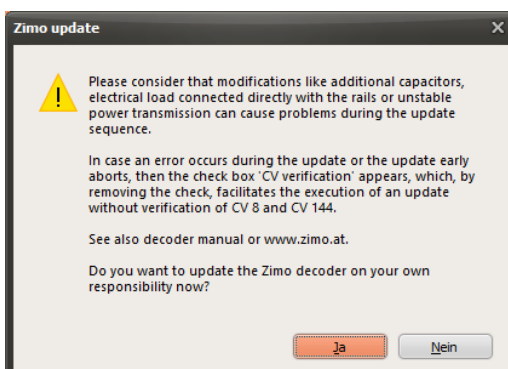 Zimo update
Please consider that modifications like additional capacitors,
electrical load connected directly with the rails or unstable
power transmission can cause problems during the update
sequence.
In case an error occurs during the update or the update early
aborts, then the check box 'CV verification' appears, which, by
removing the check, facilitates the execution of an update
without verification of CV 8 and CV 144.
See also decoder manual or www.zimo.at.
Do you want to update the Zimo decoder on your own
responsibility now?
Ja
Nein